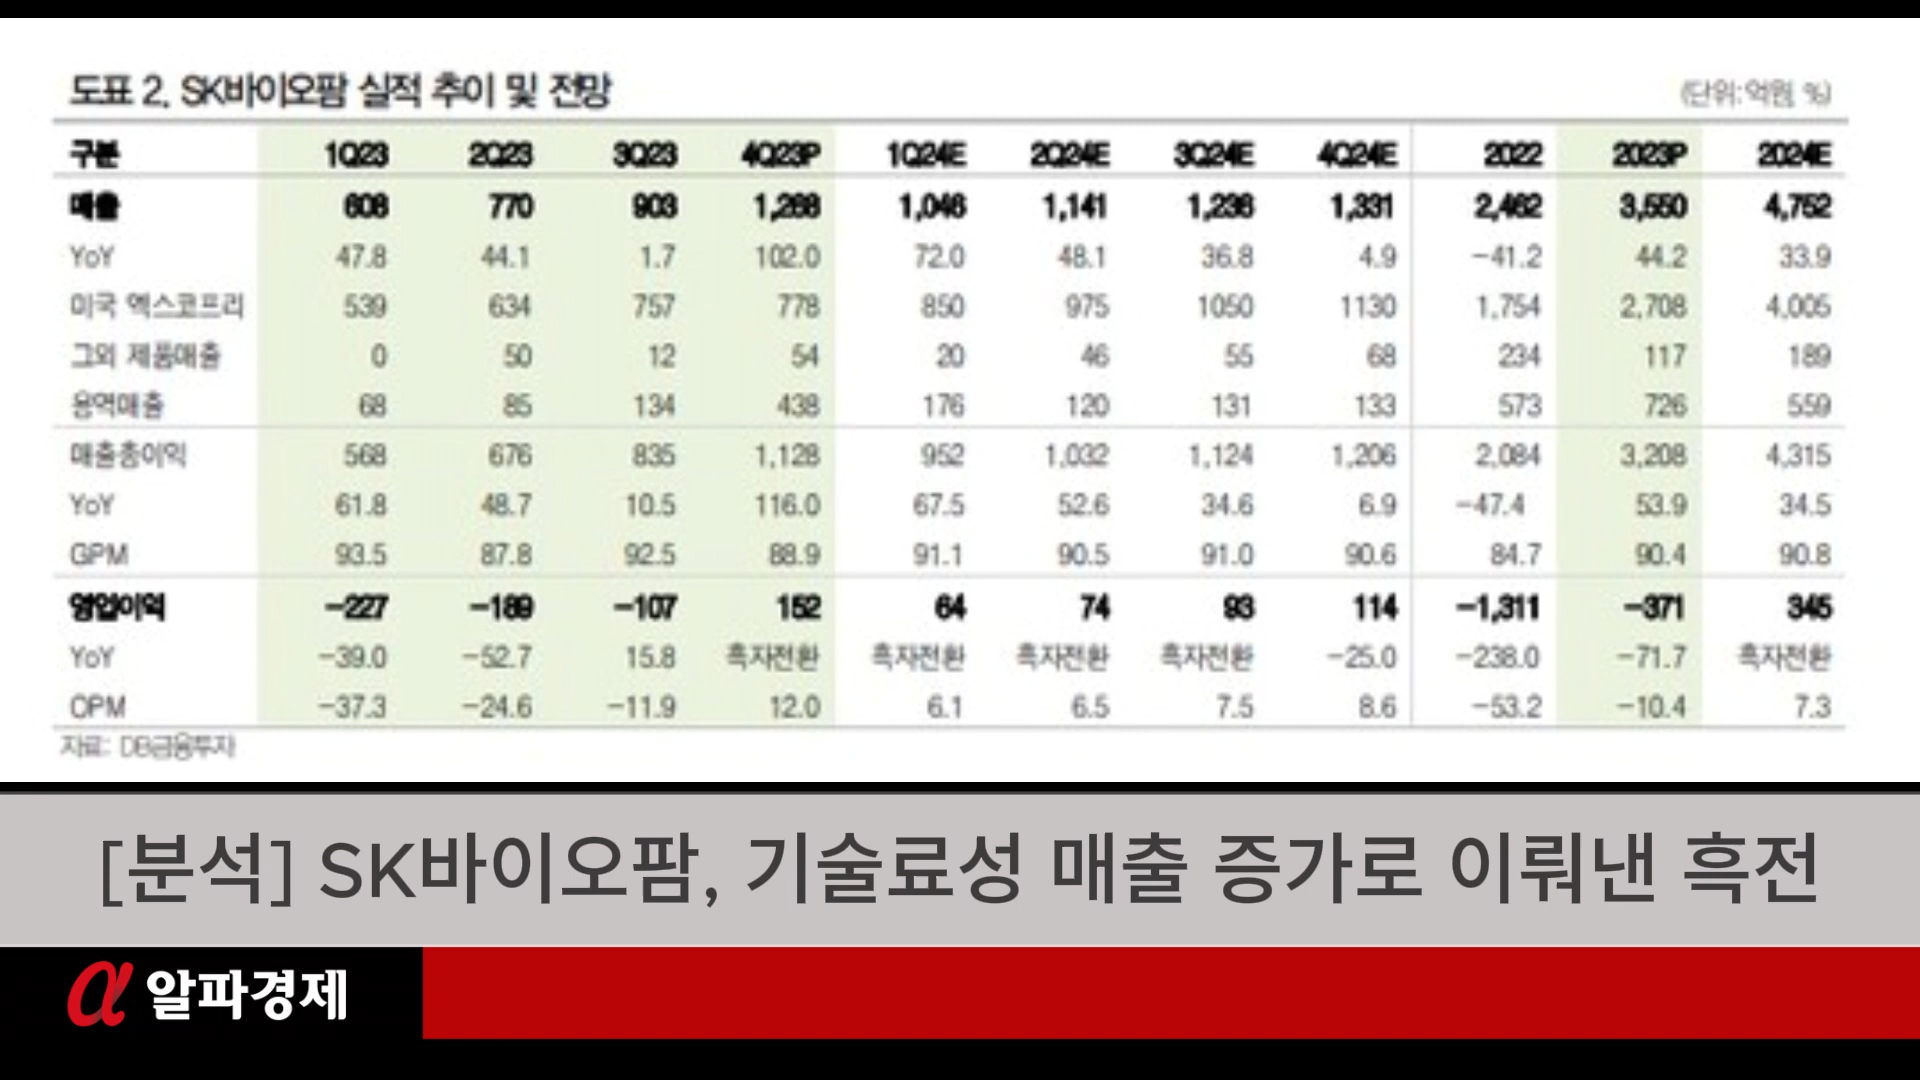 도표 2. SK바이오팜 실적 추이 및 전망 (단위: 억원, %)
구분 1Q23 2Q23 3Q23 4Q23P 1Q24E 2Q24E 3Q24E 4Q24E 2022 2023P 2024E
매출 608 770 903 1,268 1,046 1,141 1,236 1,331 2,462 3,550 4,752
YoY 47.8 44.1 1.7 102.0 72.0 48.1 36.8 4.9 -41.2 44.2 33.9
미국 엑스코프리 539 634 757 778 850 975 1050 1130 1,754 2,708 4,005
그외 제품매출 0 50 12 54 20 46 55 68 234 117 189
용역매출 68 85 134 438 176 120 131 133 573 726 559
매출총이익 568 676 835 1,128 952 1,032 1,124 1,206 2,084 3,208 4,315
YoY 61.8 48.7 10.5 116.0 67.5 52.6 34.6 6.9 -47.4 53.9 34.5
GPM 93.5 87.8 92.5 88.9 91.1 90.5 91.0 90.6 84.7 90.4 90.8
영업이익 -227 -189 -107 152 64 74 93 114 -1,311 -371 345
YoY -39.0 -52.7 15.8 흑자전환 흑자전환 흑자전환 흑자전환 -25.0 -238.0 -71.7 흑자전환
OPM -37.3 -24.6 -11.9 12.0 6.1 6.5 7.5 8.6 -53.2 -10.4 7.3
자료: DB금융투자
[분석] SK바이오팜, 기술료성 매출 증가로 이뤄낸 흑전
알파경제